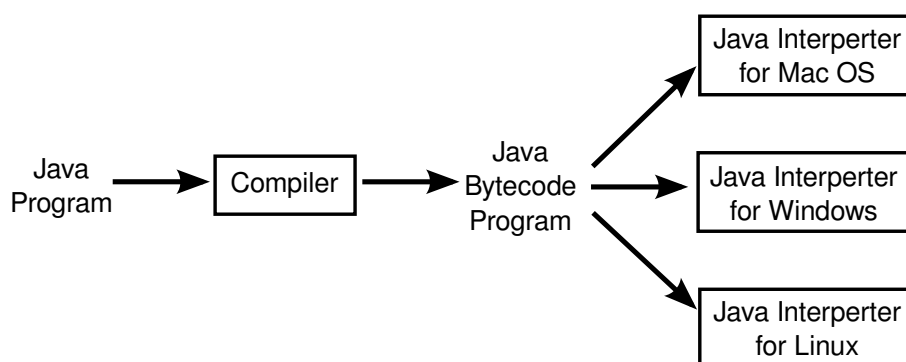 Java
Program
Compiler
Java
Bytecode
Program
Java Interperter
for Mac OS
Java Interperter
for Windows
Java Interperter
for Linux